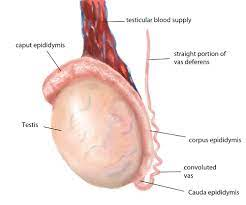 testicular blood supply
caput epididymis
straight portion of
vas deferens
Testis
corpus epididymis
convoluted
vas
Cauda epididymis